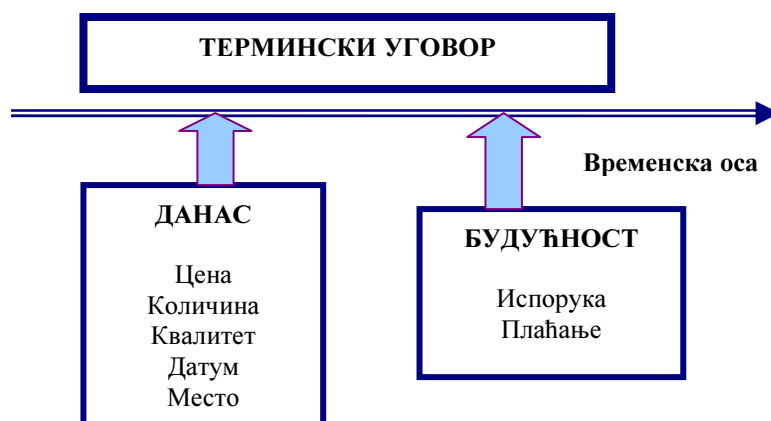 ТЕРМИНСКИ УГОВОР
Временска оса
ДАНАС
Цена
Количина
Квалитет
Датум
Место
БУДУЋНОСТ
Испорука
Плаћање